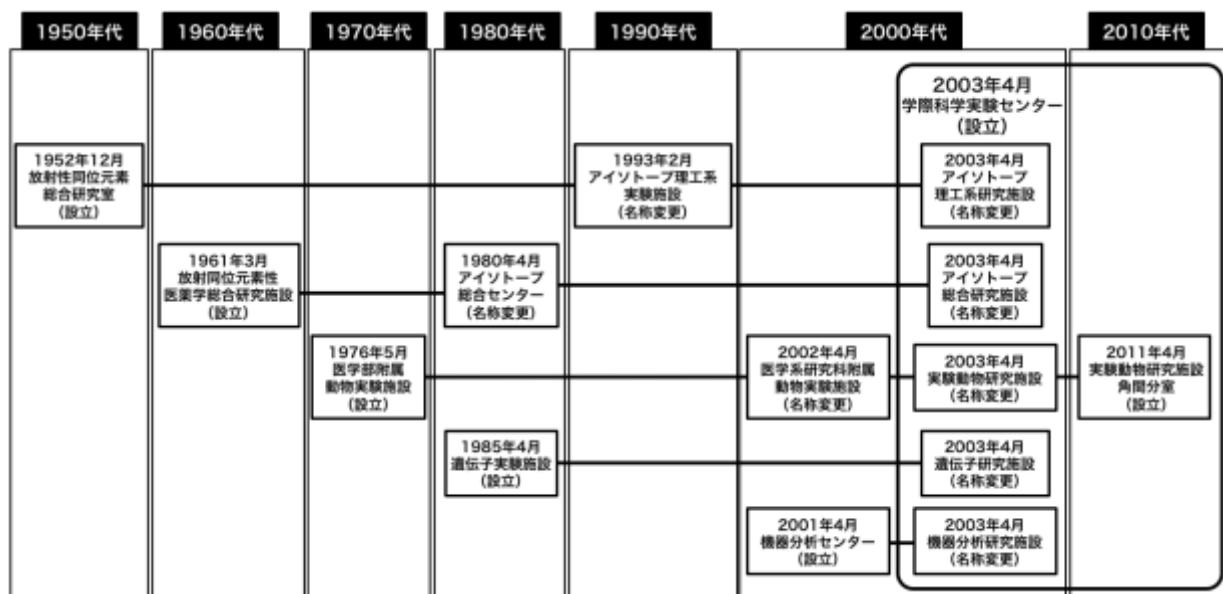 1950年代
1960年代
1970年代
1980年代
1990年代
2000年代
2010年代
2003年4月
学際科学実験センター
(設立)
1952年12月
放射性同位元素
総合研究室
(設立)
1993年2月
アイソトープ理工系
実験施設
(名称変更)
2003年4月
アイソトープ
理工系研究施設
(名称変更)
1961年3月
放射同位元素性
医薬学総合研究施設
(設立)
1980年4月
アイソトープ
総合センター
(名称変更)
2003年4月
アイソトープ
総合研究施設
(名称変更)
1976年5月
医学部附属
動物実験施設
(設立)
2002年4月
医学系研究科附属
動物実験施設
(名称変更)
2003年4月
実験動物研究施設
(名称変更)
2011年4月
実験動物研究施設
角間分室
(設立)
1985年4月
遺伝子実験施設
(設立)
2003年4月
遺伝子研究施設
(名称変更)
2001年4月
機器分析センター
(設立)
2003年4月
機器分析研究施設
(名称変更)